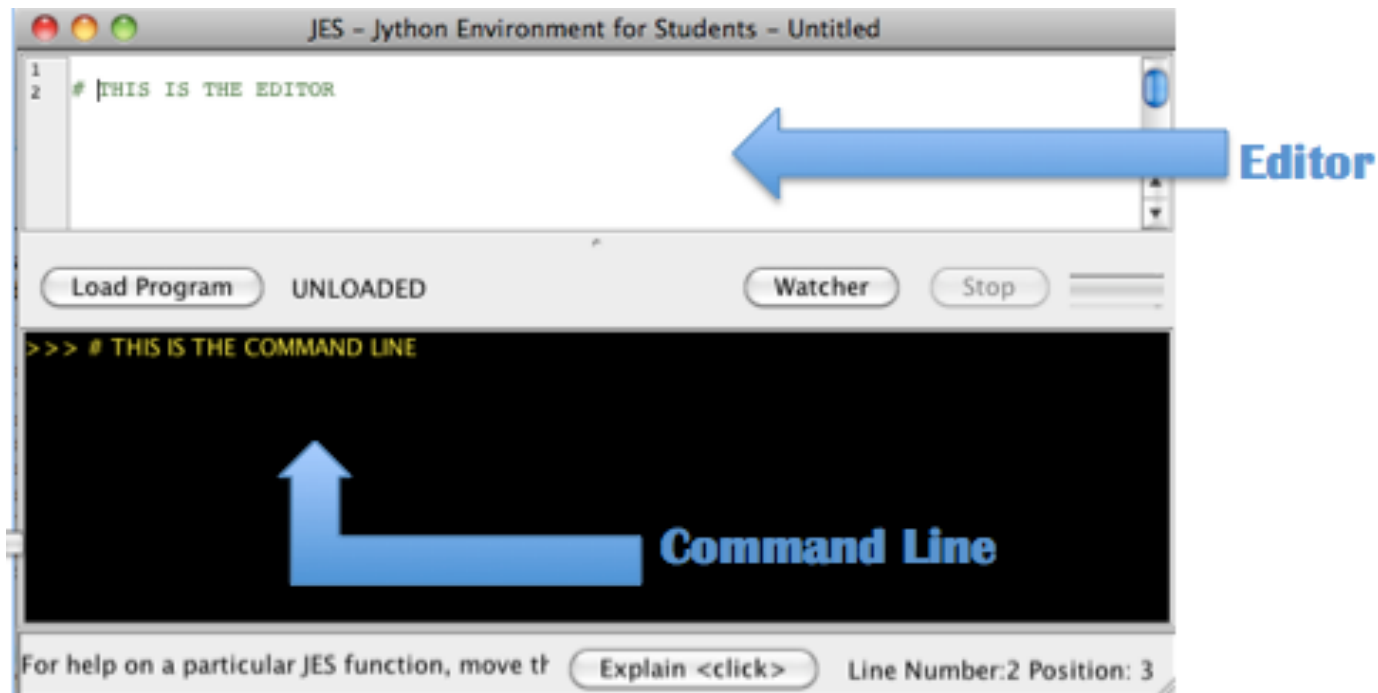 JES - Jython Environment for Students - Untitled
1
2 # THIS IS THE EDITOR
Editor
Load Program UNLOADED Watcher Stop
>>> # THIS IS THE COMMAND LINE
Command Line
For help on a particular JES function, move th Explain <click> Line Number:2 Position: 3